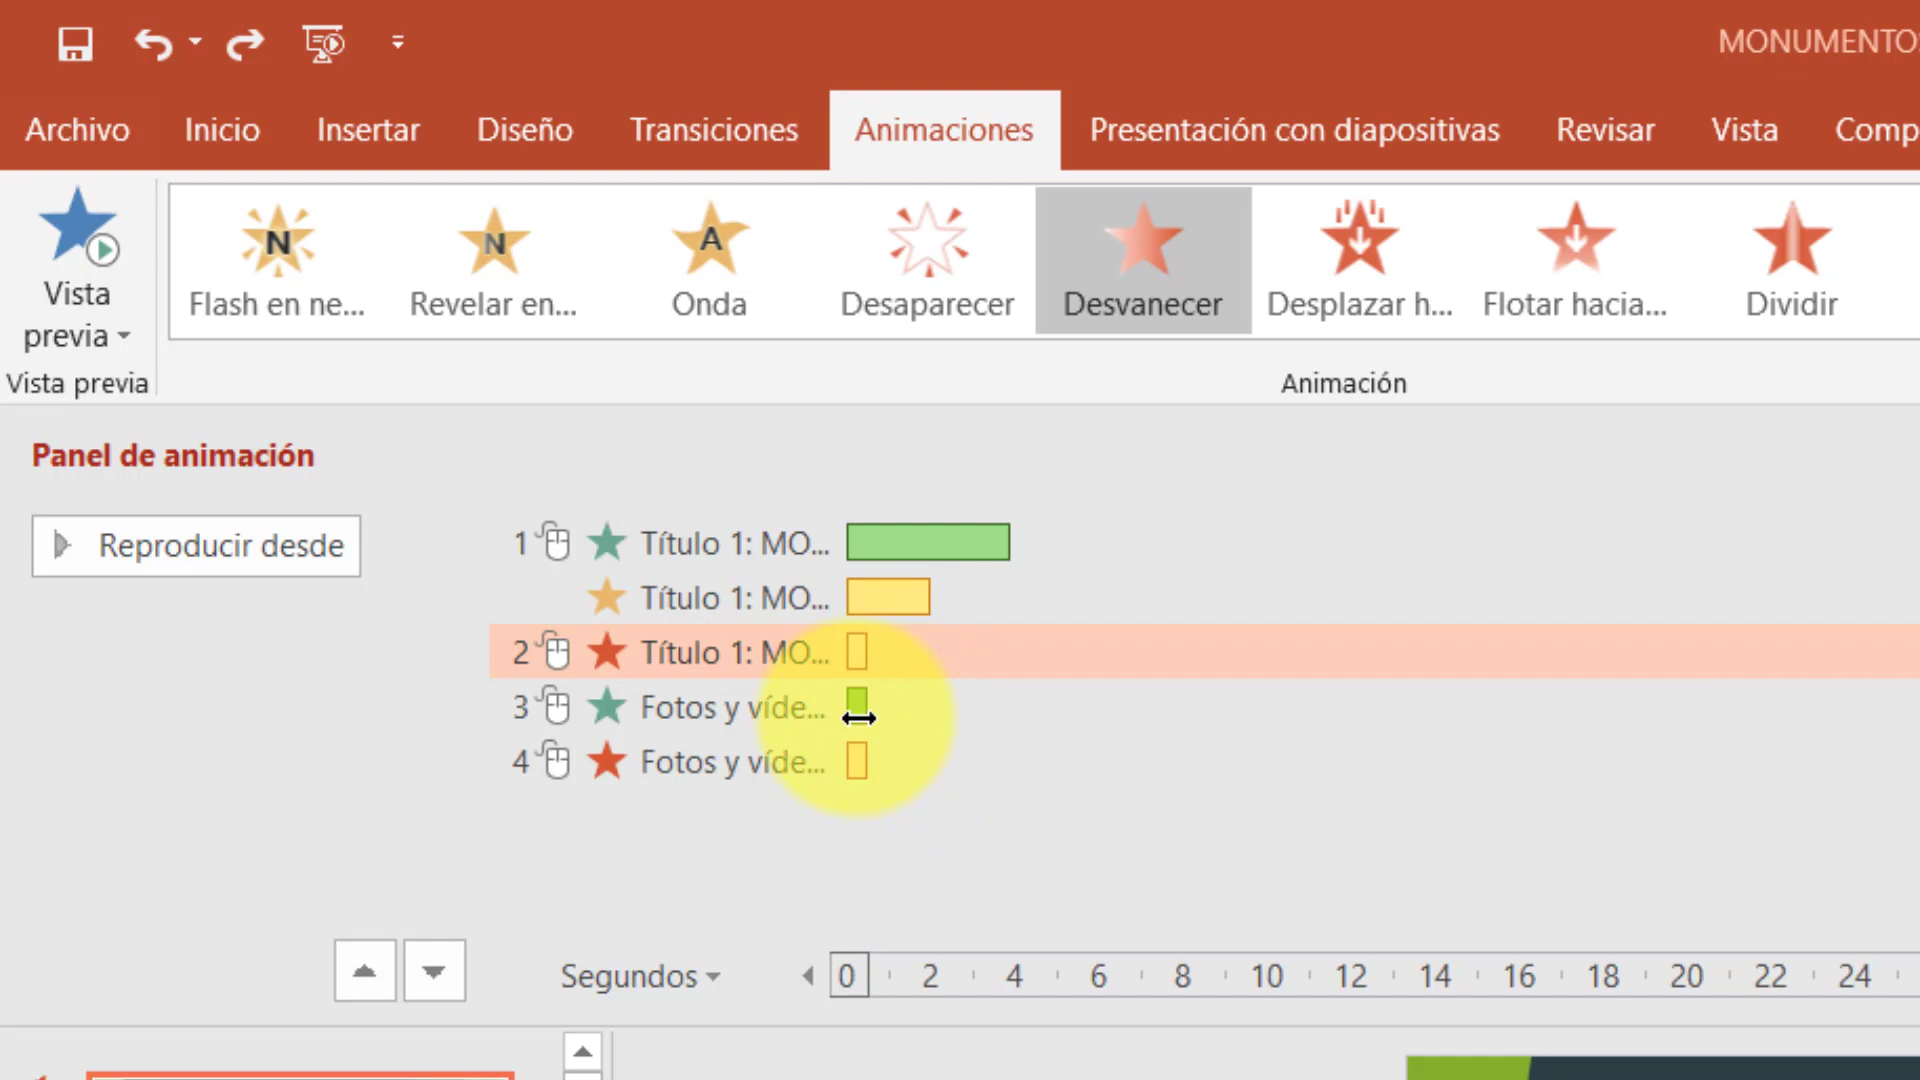 MONUMENTO
Archivo Inicio Insertar Diseño Transiciones Animaciones Presentación con diapositivas Revisar Vista Comp
N N A
Flash en ne... Revelar en... Onda Desaparecer Desvanecer Desplazar h... Flotar hacia... Dividir
Vista
previa
Vista previa Animación
Panel de animación
Reproducir desde
1 Título 1: MO...
Título 1: MO...
2 Título 1: MO...
3 Fotos y víde...
4 Fotos y víde...
Segundos 0 2 4 6 8 10 12 14 16 18 20 22 24